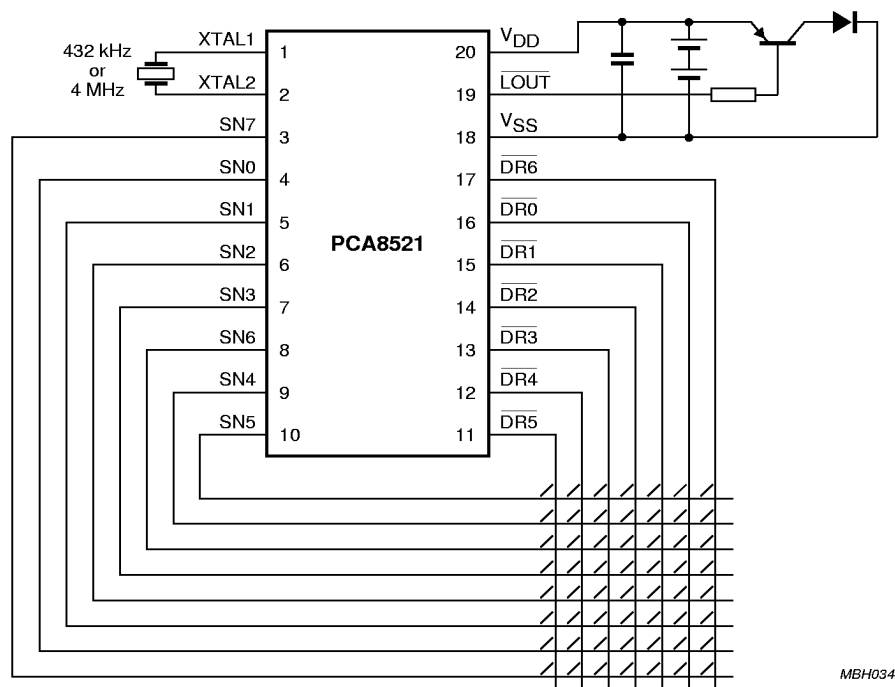 432 kHz
or
4 MHz
XTAL1
XTAL2
SN7
SN0
SN1
SN2
SN3
SN6
SN4
SN5
1
2
3
4
5
6
7
8
9
10
PCA8521
20
19
18
17
16
15
14
13
12
11
VDD
LOUT
VSS
DR6
DR0
DR1
DR2
DR3
DR4
DR5
MBH034